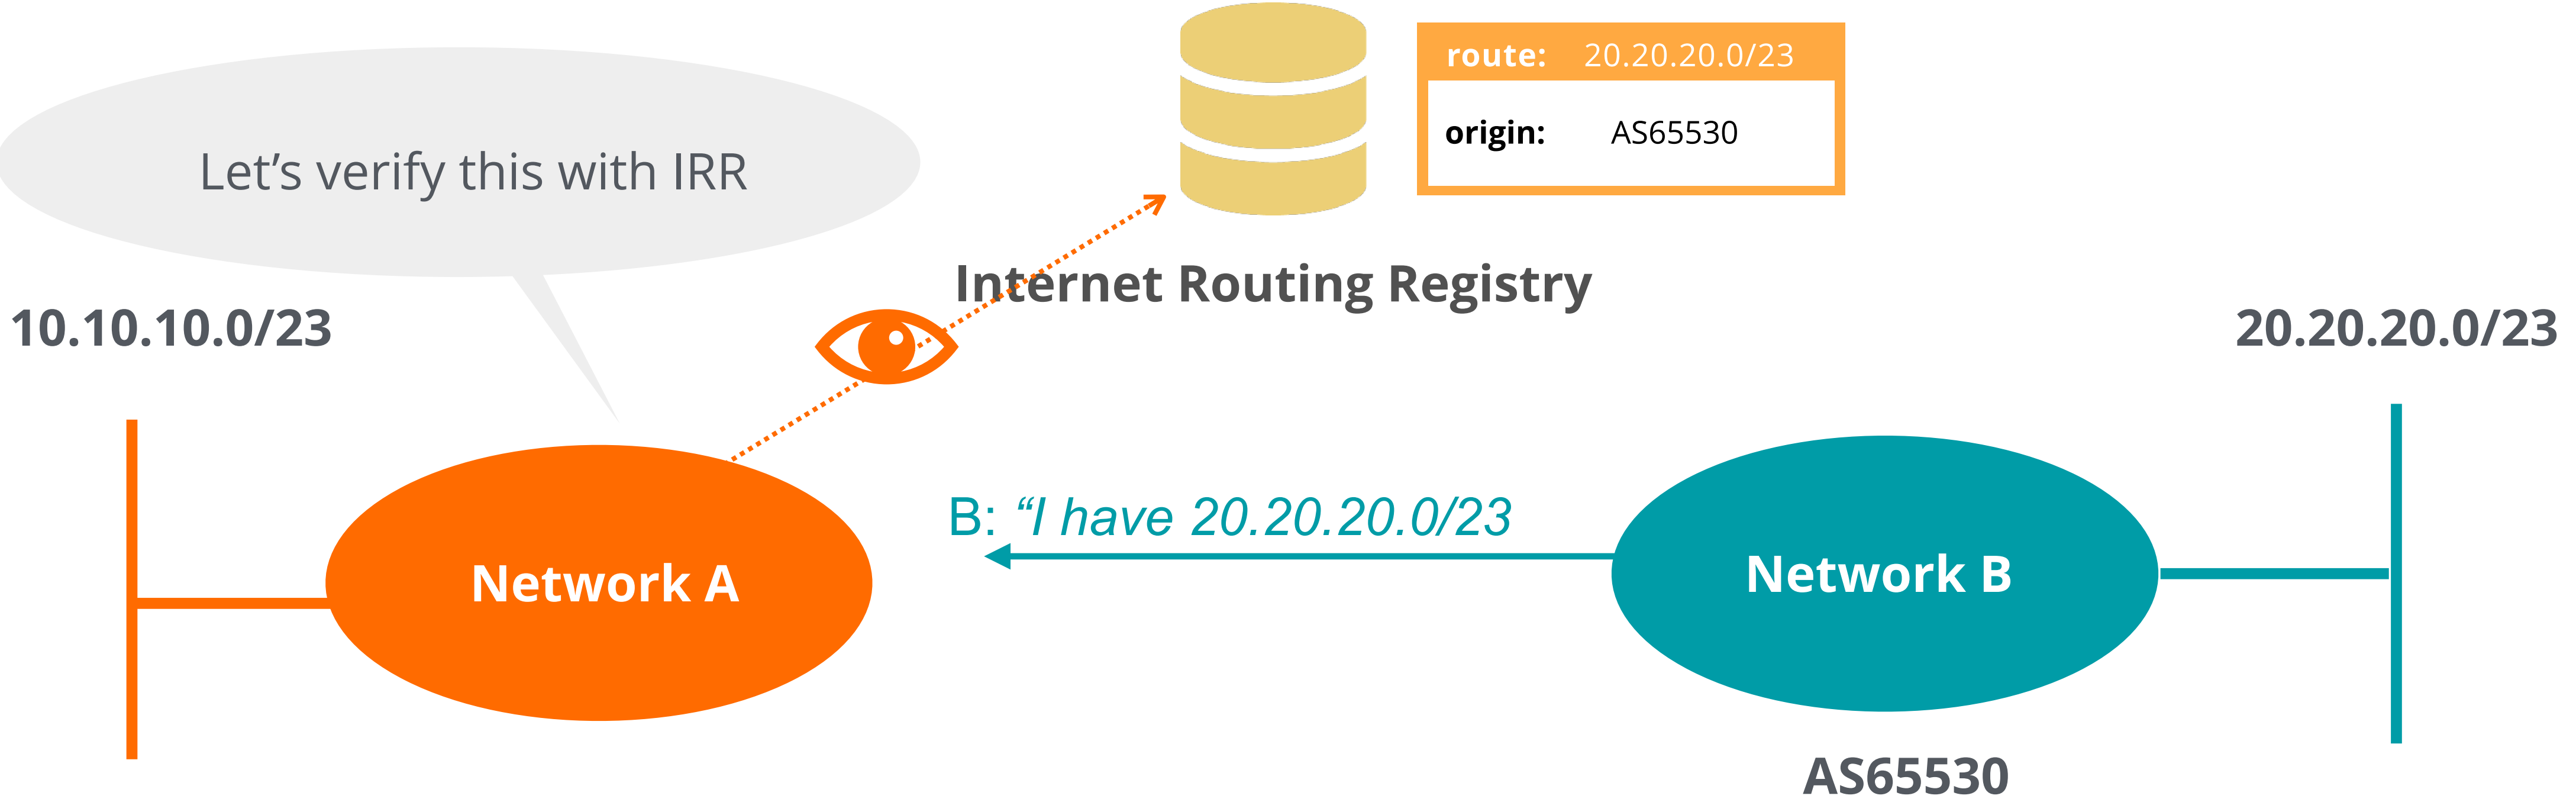 route: 20.20.20.0/23
origin: AS65530
Let’s verify this with IRR
Internet Routing Registry
10.10.10.0/23
20.20.20.0/23
B: “I have 20.20.20.0/23
Network A
Network B
AS65530